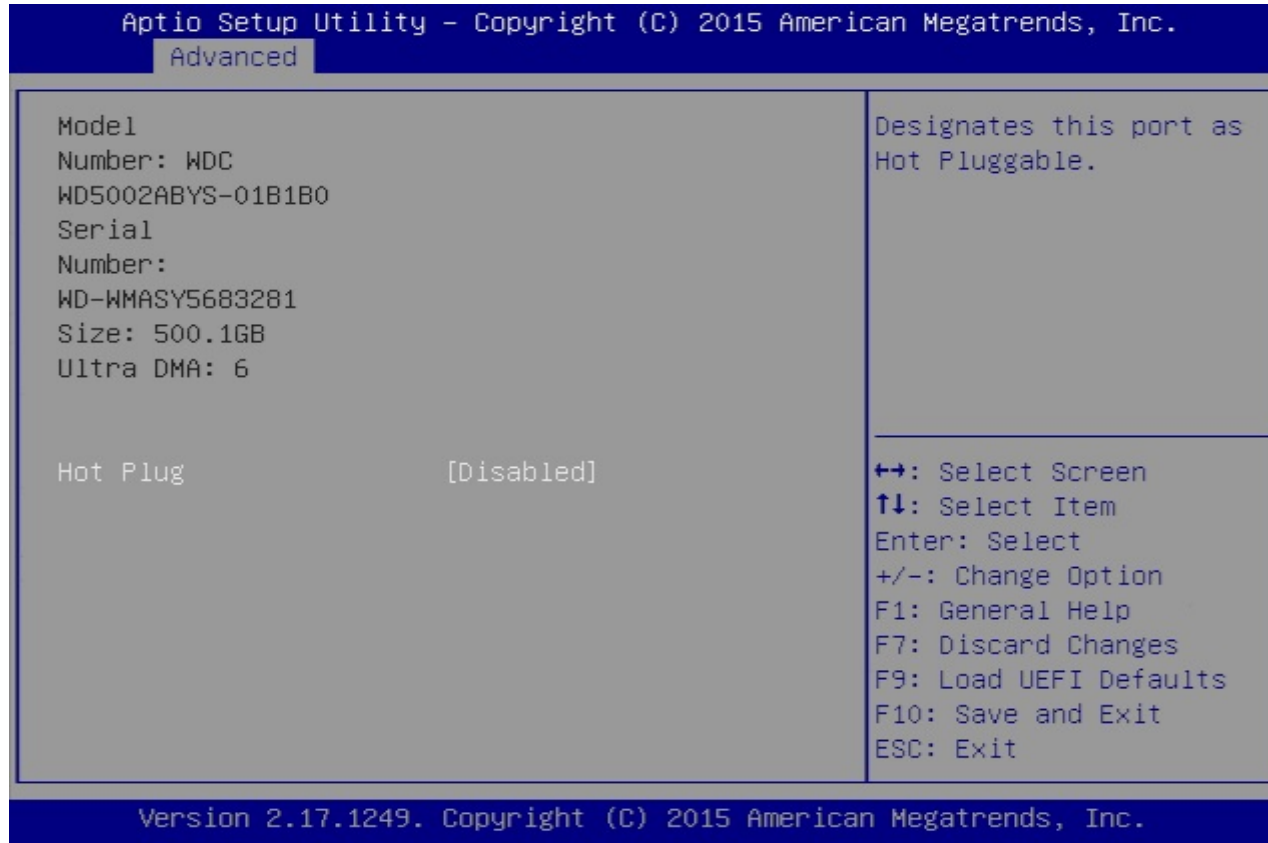 Aptio Setup Utility – Copyright (C) 2015 American Megatrends, Inc.
Advanced
Model
Number: WDC
WD5002ABYS-01B1B0
Serial
Number:
WD-WMASY5683281
Size: 500.1GB
Ultra DMA: 6
Hot Plug [Disabled]
Designates this port as
Hot Pluggable.
↔: Select Screen
↑↓: Select Item
Enter: Select
+/-: Change Option
F1: General Help
F7: Discard Changes
F9: Load UEFI Defaults
F10: Save and Exit
ESC: Exit
Version 2.17.1249. Copyright (C) 2015 American Megatrends, Inc.